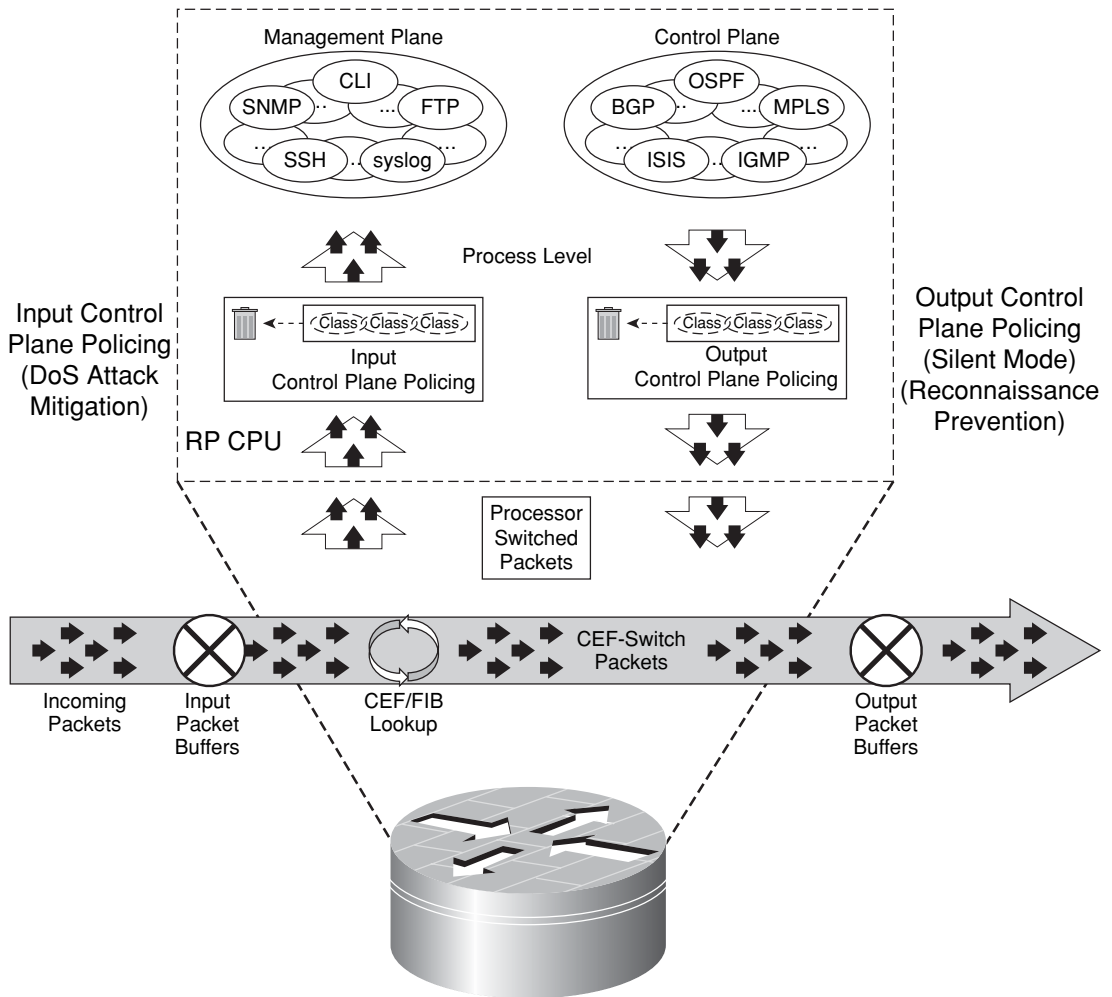 Management Plane
Control Plane
CLI
SNMP
..
...
FTP
...
...
SSH
..
syslog
OSPF
BGP
..
...
MPLS
...
...
ISIS
..
IGMP
Process Level
Input Control
Plane Policing
(DoS Attack
Mitigation)
Class Class Class
Input
Control Plane Policing
Class Class Class
Output
Control Plane Policing
Output Control
Plane Policing
(Silent Mode)
(Reconnaissance
Prevention)
RP CPU
Processor
Switched
Packets
CEF-Switch
Packets
Incoming
Packets
Input
Packet
Buffers
CEF/FIB
Lookup
Output
Packet
Buffers